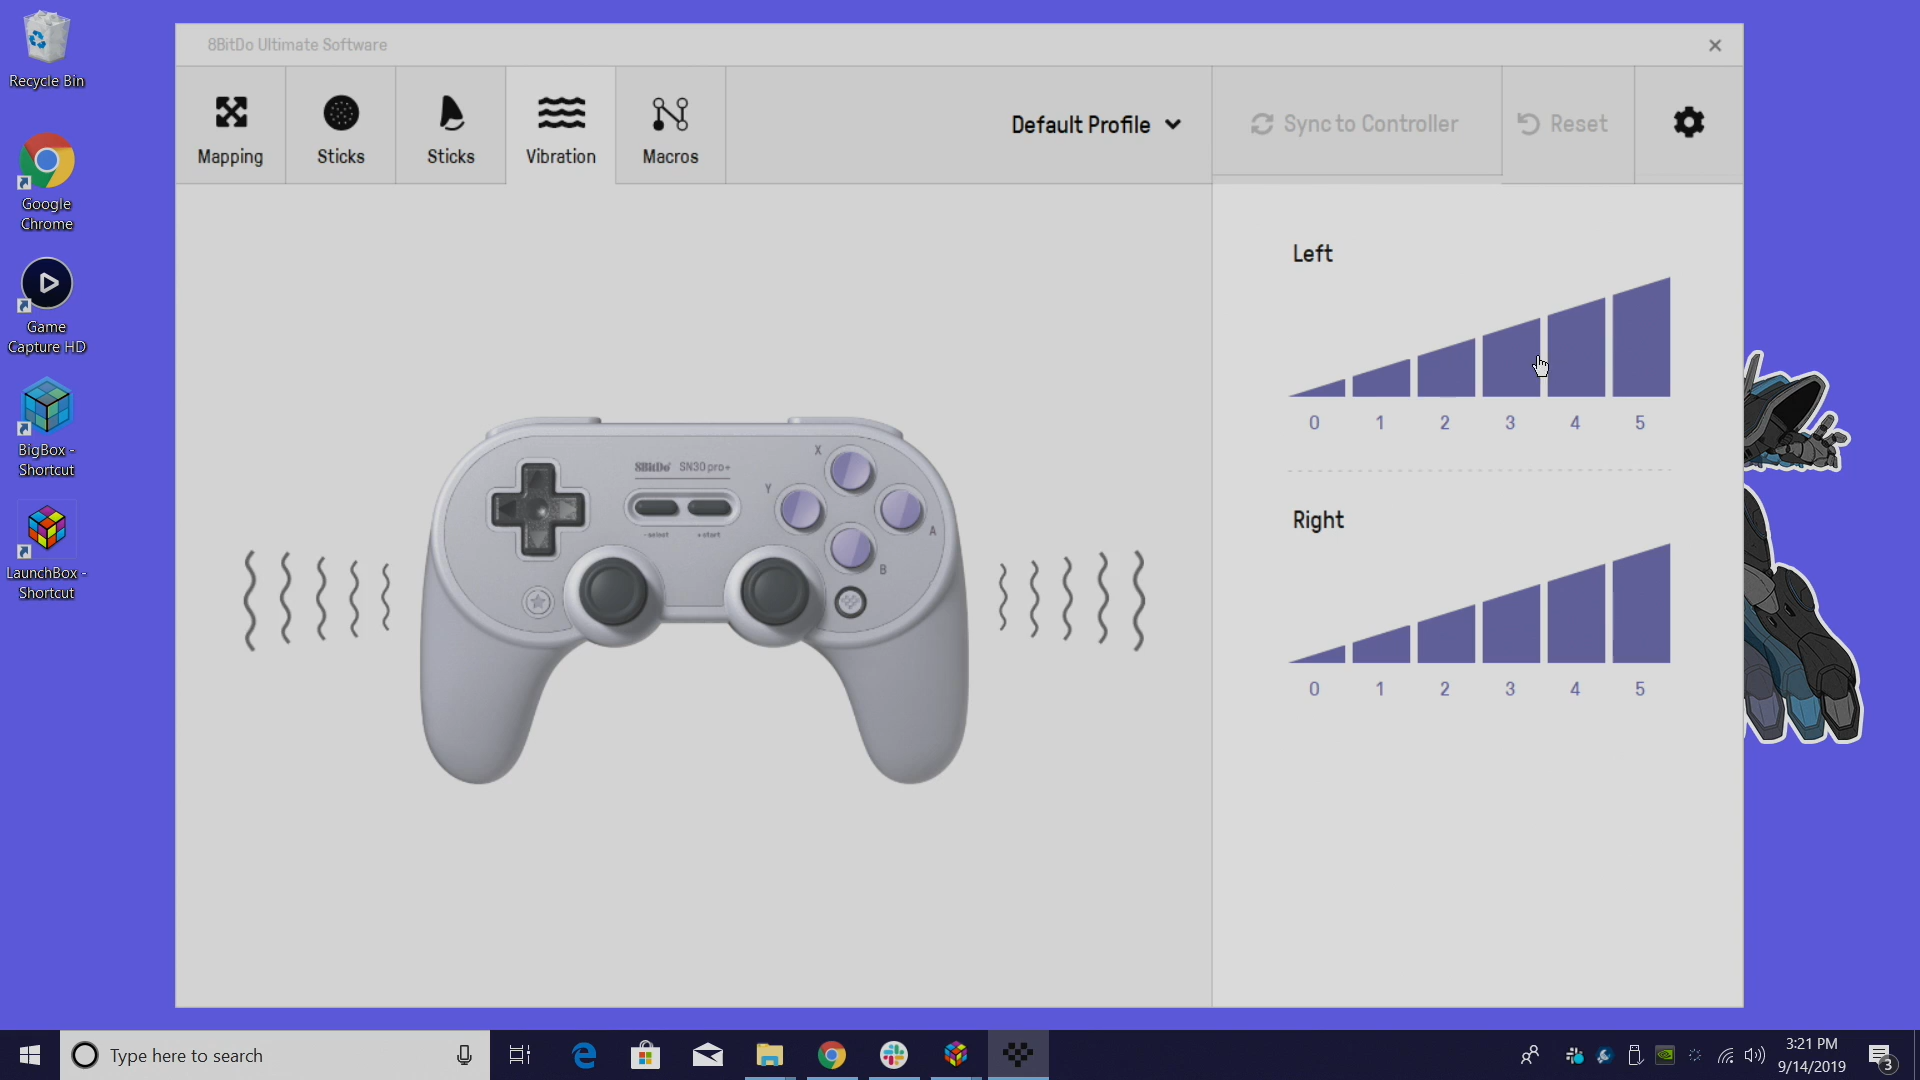 Recycle Bin
Google
Chrome
Game
Capture HD
BigBox -
Shortcut
LaunchBox -
Shortcut
8BitDo Ultimate Software
Mapping
Sticks
Sticks
Vibration
Macros
Default Profile
Sync to Controller
Reset
8BitDo SN30 pro+
- select
+ start
X
Y
A
B
Left
0 1 2 3 4 5
Right
0 1 2 3 4 5
Type here to search
3:21 PM
9/14/2019
3